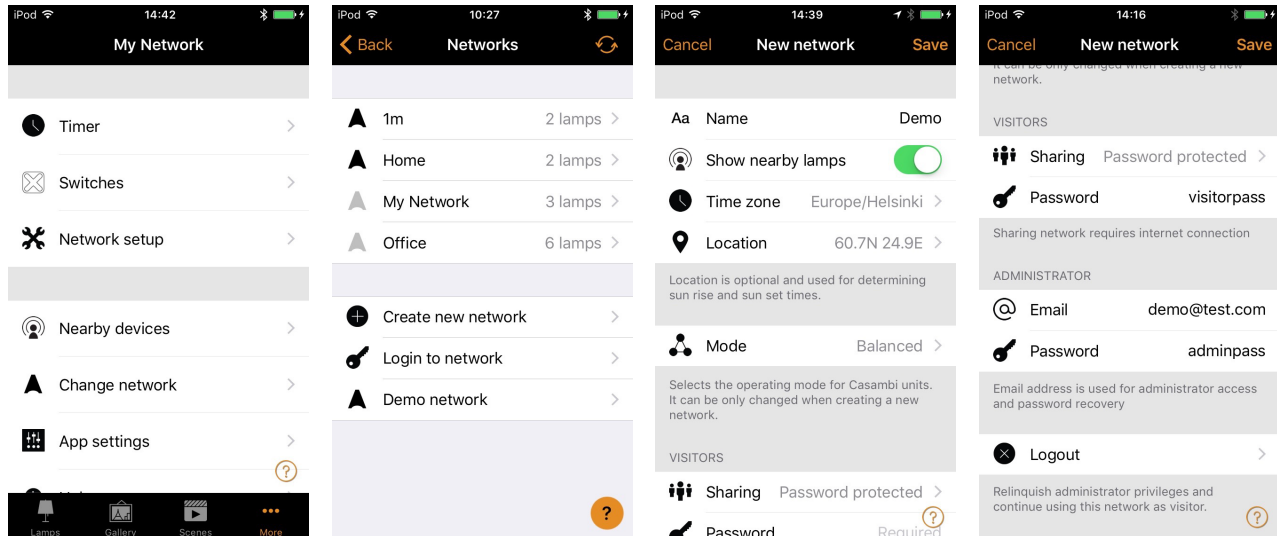 iPod 14:42
My Network
Timer
Switches
Network setup
Nearby devices
Change network
App settings
?
Lamps Gallery Scenes More
iPod 10:27
Back Networks
1m 2 lamps
Home 2 lamps
My Network 3 lamps
Office 6 lamps
Create new network
Login to network
Demo network
?
iPod 14:39
Cancel New network Save
Aa Name Demo
Show nearby lamps
Time zone Europe/Helsinki
Location 60.7N 24.9E
Location is optional and used for determining
sun rise and sun set times.
Mode Balanced
Selects the operating mode for Casambi units.
It can be only changed when creating a new
network.
VISITORS
Sharing Password protected
Password Required
?
iPod 14:16
Cancel New network Save
It can be only changed when creating a new
network.
VISITORS
Sharing Password protected
Password visitorpass
Sharing network requires internet connection
ADMINISTRATOR
@ Email demo@test.com
Password adminpass
Email address is used for administrator access
and password recovery
Logout
Relinquish administrator privileges and
continue using this network as visitor.
?